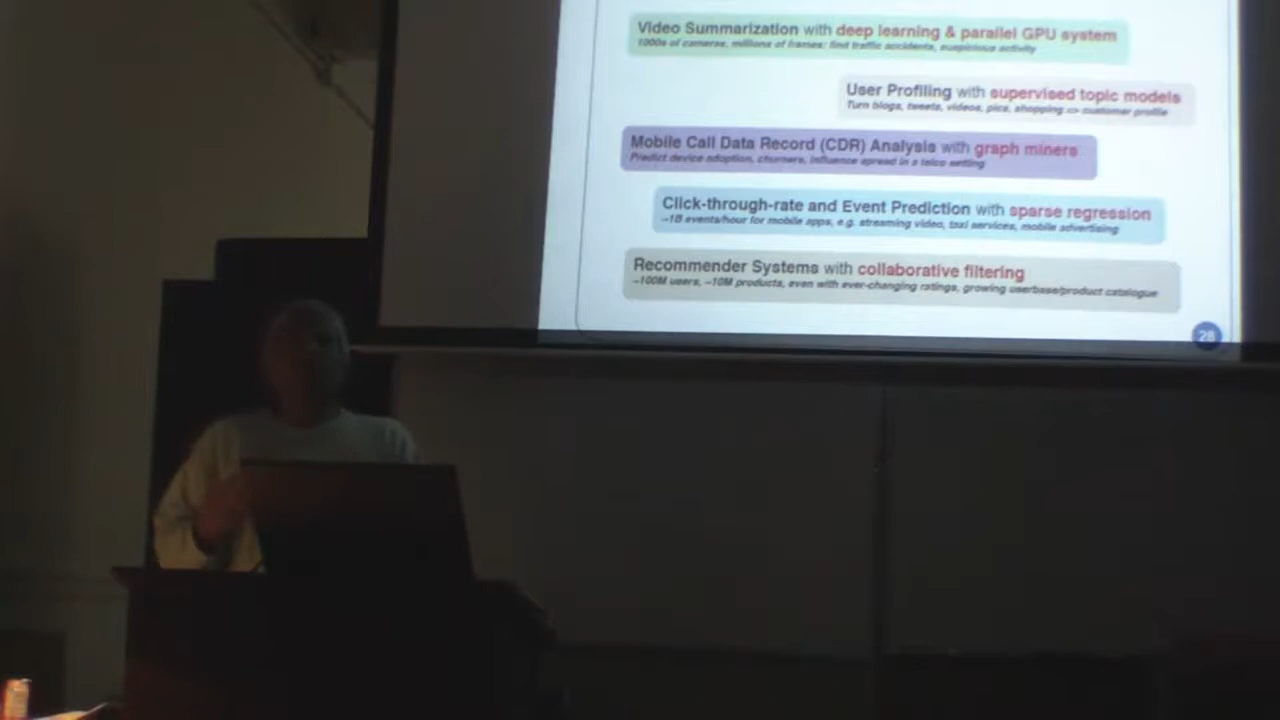 Video Summarization with deep learning & parallel GPU system
1000s of cameras, millions of frames: find traffic accidents, suspicious activity
User Profiling with supervised topic models
Turn blogs, tweets, videos, pics, shopping => customer profile
Mobile Call Data Record (CDR) Analysis with graph miners
Predict device adoption, churners, influence spread in a telco setting
Click-through-rate and Event Prediction with sparse regression
~1B events/hour for mobile apps, e.g. streaming video, taxi services, mobile advertising
Recommender Systems with collaborative filtering
~100M users, ~10M products, even with ever-changing ratings, growing userbase/product catalogue
28